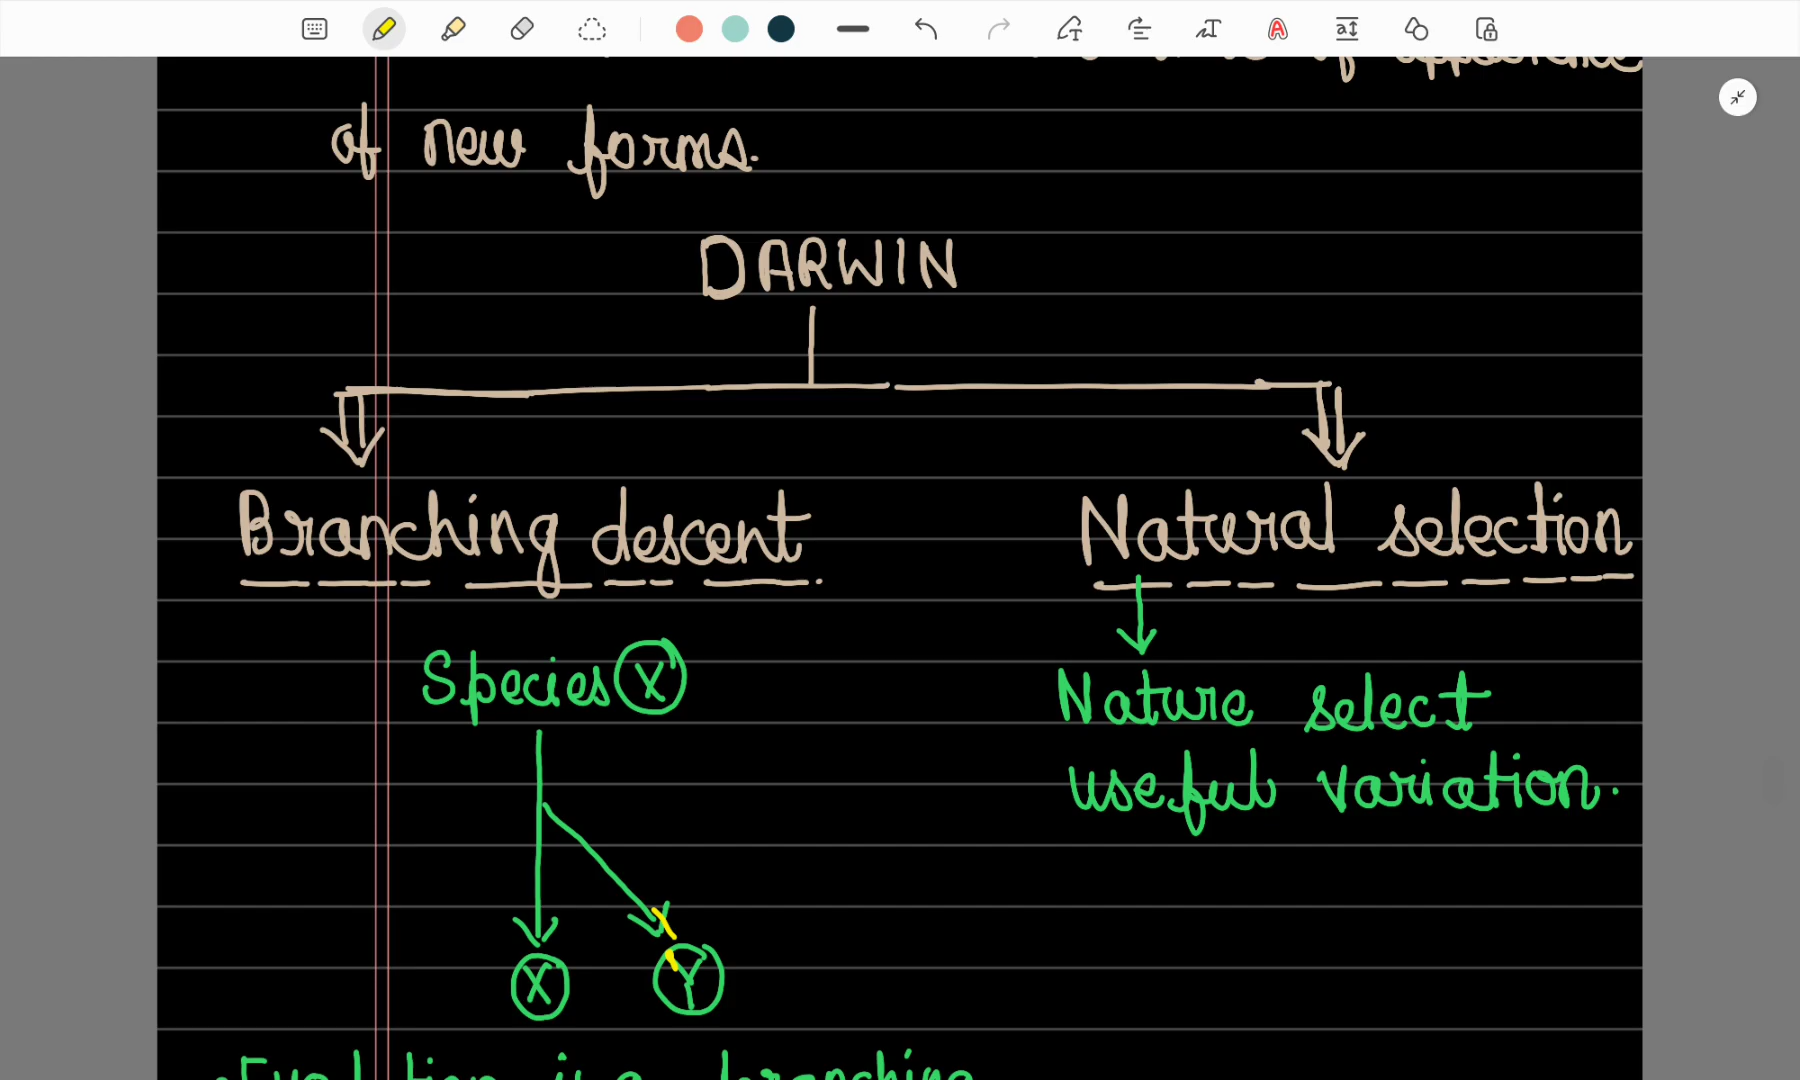 of new forms.
DARWIN
Branching descent
Natural selection
Species X
Nature select
useful variation.
X
Y